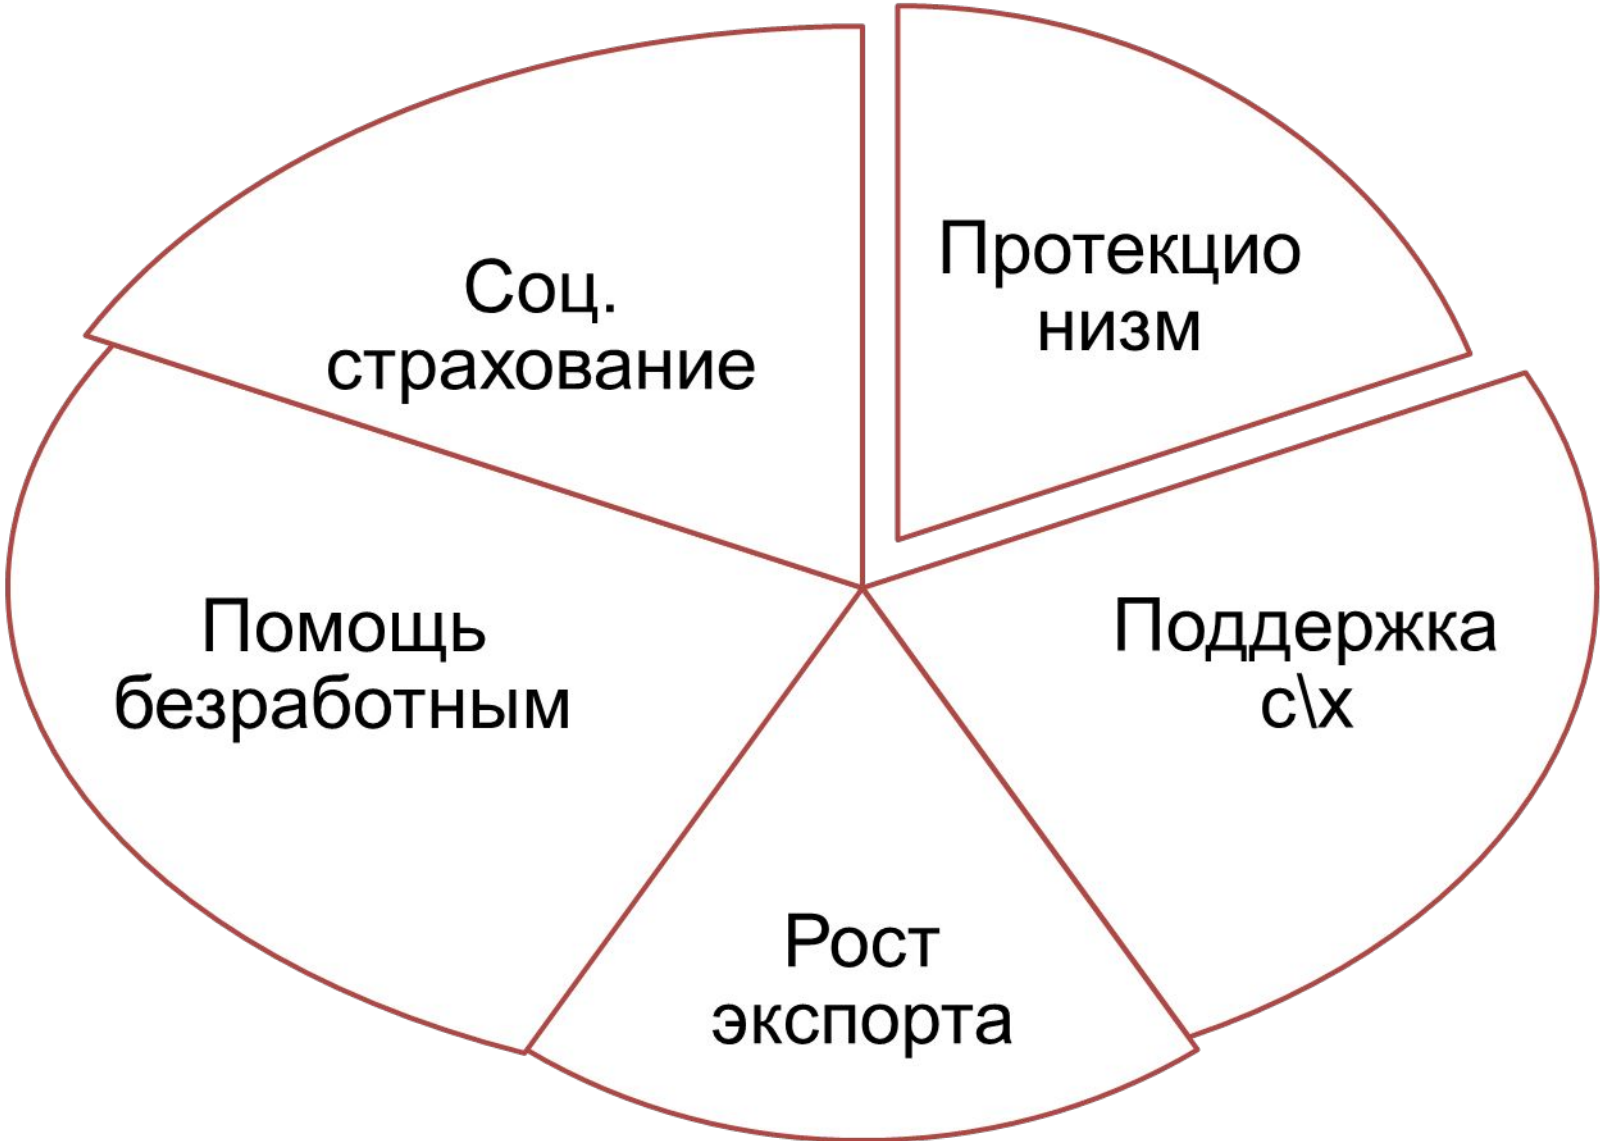 Соц.
страхование
Протекцио
низм
Помощь
безработным
Поддержка
с\х
Рост
экспорта